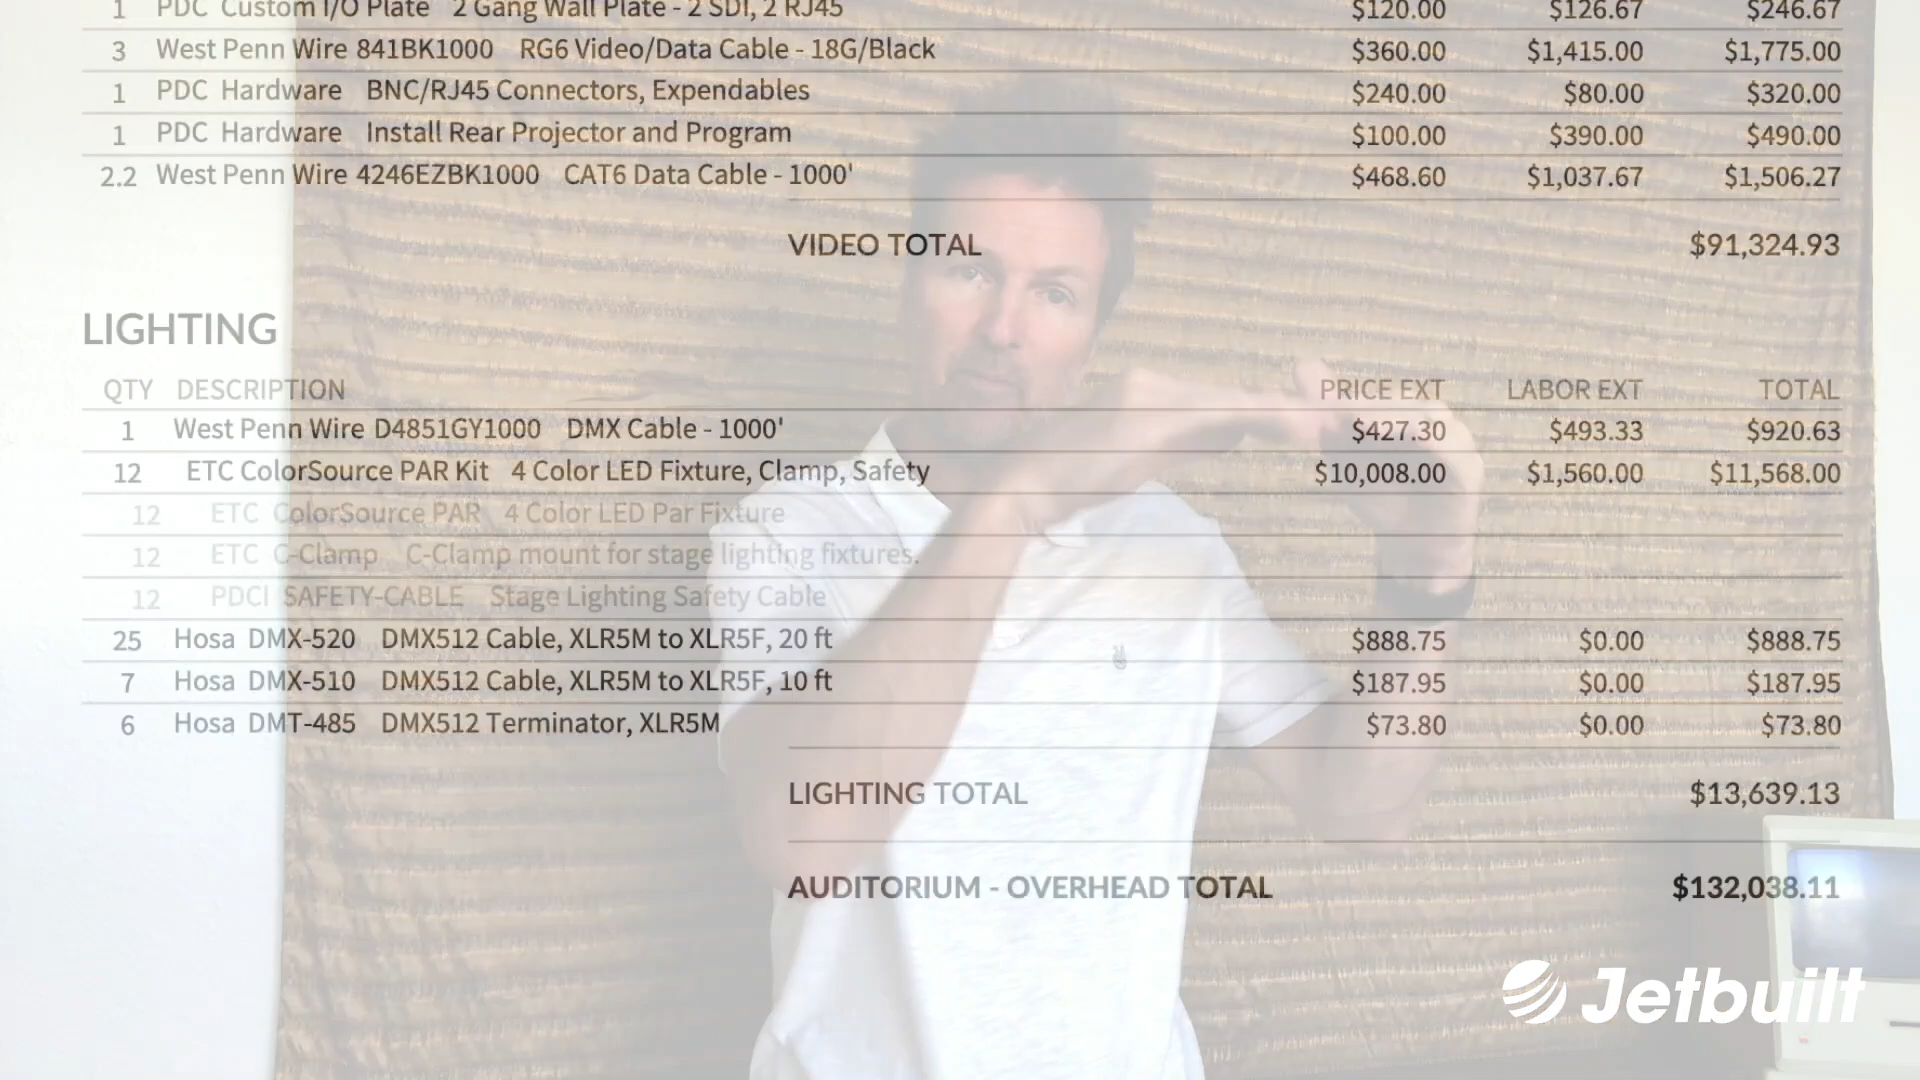 1 PDC Custom I/O Plate 2 Gang Wall Plate - 2 SDI, 2 RJ45 $120.00 $126.67 $246.67
3 West Penn Wire 841BK1000 RG6 Video/Data Cable - 18G/Black $360.00 $1,415.00 $1,775.00
1 PDC Hardware BNC/RJ45 Connectors, Expendables $240.00 $80.00 $320.00
1 PDC Hardware Install Rear Projector and Program $100.00 $390.00 $490.00
2.2 West Penn Wire 4246EZBK1000 CAT6 Data Cable - 1000' $468.60 $1,037.67 $1,506.27
VIDEO TOTAL $91,324.93
LIGHTING
QTY DESCRIPTION PRICE EXT LABOR EXT TOTAL
1 West Penn Wire D4851GY1000 DMX Cable - 1000' $427.30 $493.33 $920.63
12 ETC ColorSource PAR Kit 4 Color LED Fixture, Clamp, Safety $10,008.00 $1,560.00 $11,568.00
12 ETC ColorSource PAR 4 Color LED Par Fixture
12 ETC C-Clamp C-Clamp mount for stage lighting fixtures.
12 PDCI SAFETY-CABLE Stage Lighting Safety Cable
25 Hosa DMX-520 DMX512 Cable, XLR5M to XLR5F, 20 ft $888.75 $0.00 $888.75
7 Hosa DMX-510 DMX512 Cable, XLR5M to XLR5F, 10 ft $187.95 $0.00 $187.95
6 Hosa DMT-485 DMX512 Terminator, XLR5M $73.80 $0.00 $73.80
LIGHTING TOTAL $13,639.13
AUDITORIUM - OVERHEAD TOTAL $132,038.11
Jetbuilt